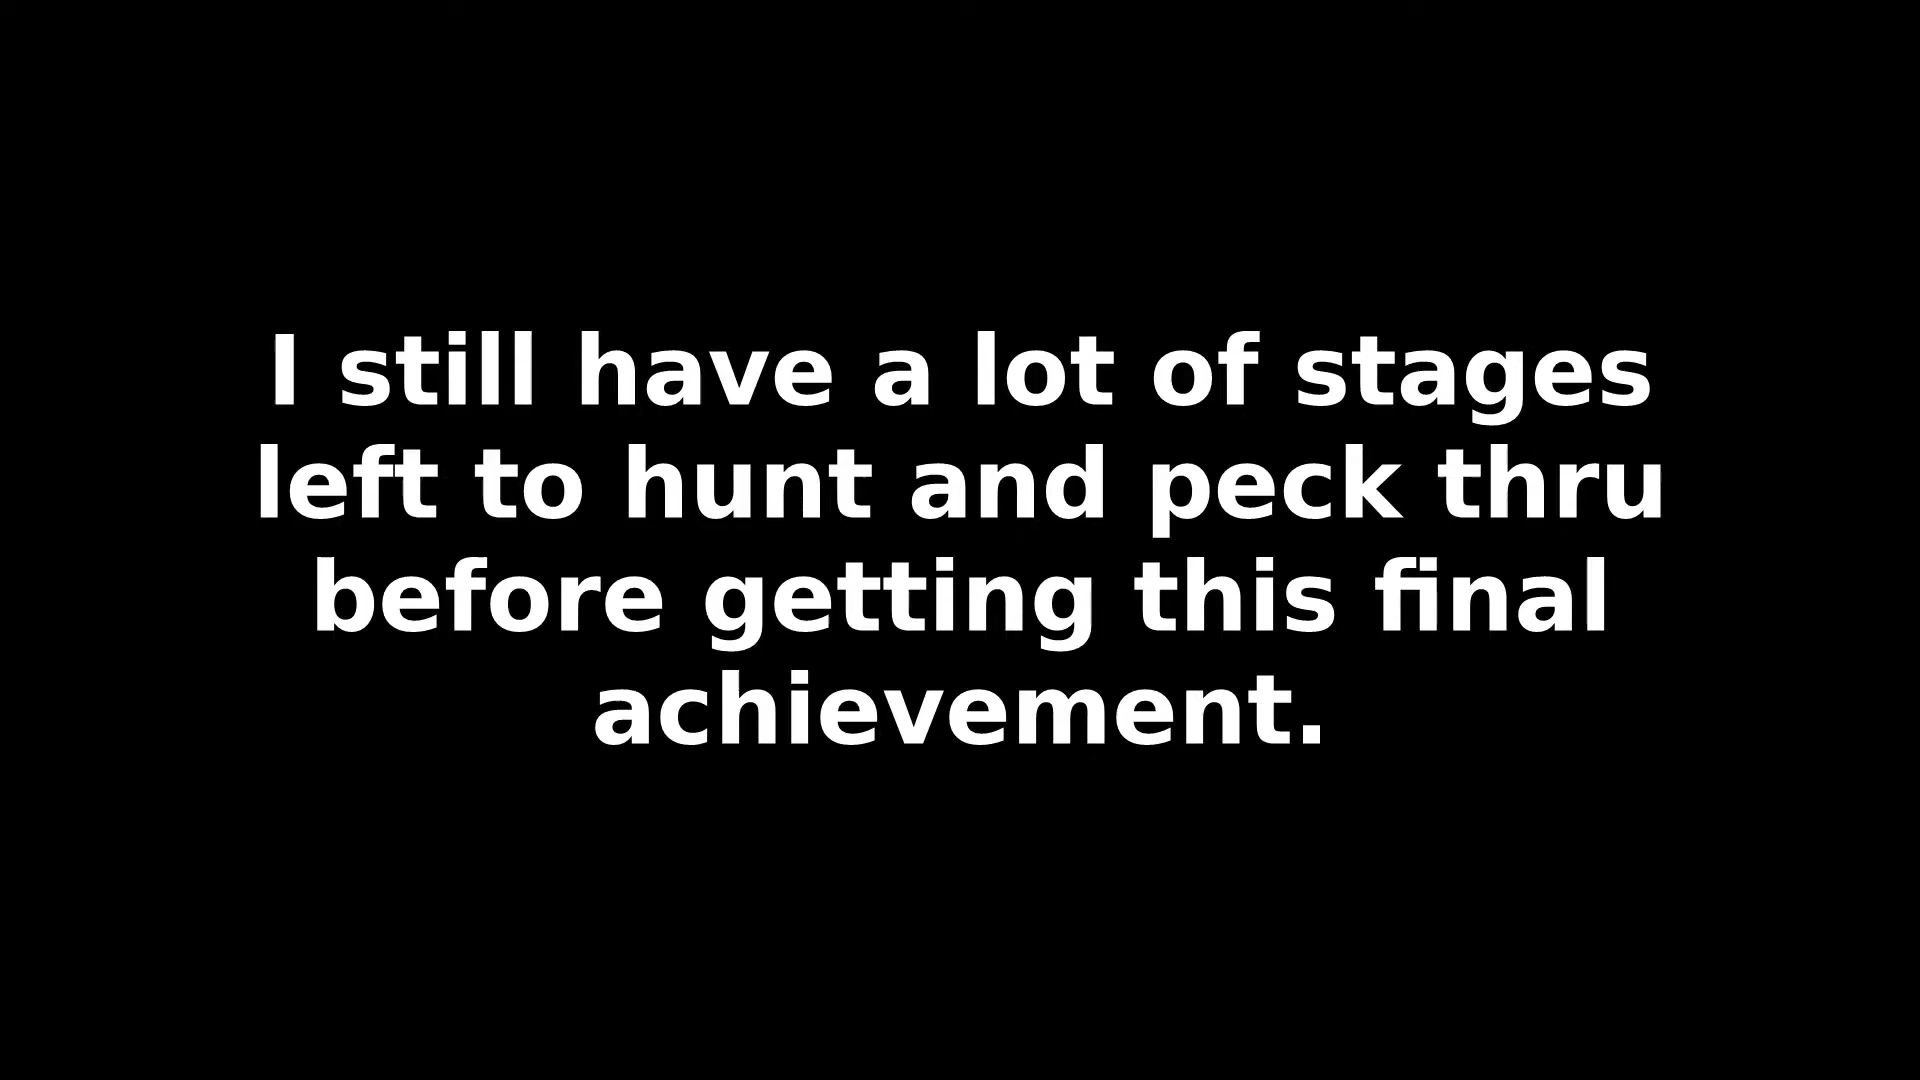 I still have a lot of stages
left to hunt and peck thru
before getting this final
achievement.